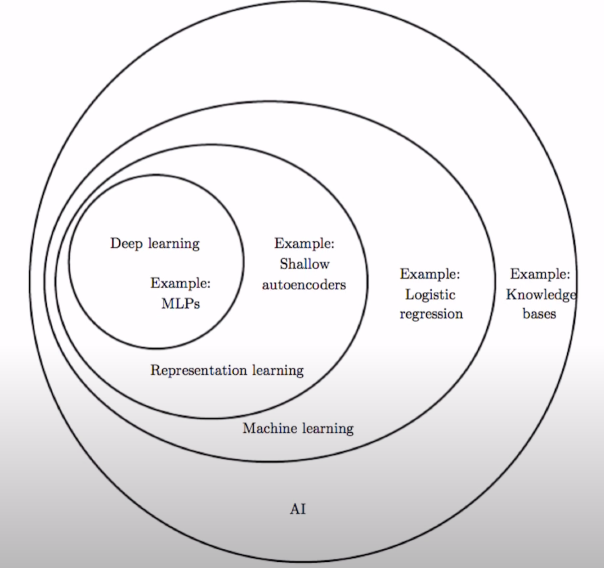 Deep learning
Example:
MLPs
Example:
Shallow
autoencoders
Example:
Logistic
regression
Example:
Knowledge
bases
Representation learning
Machine learning
AI